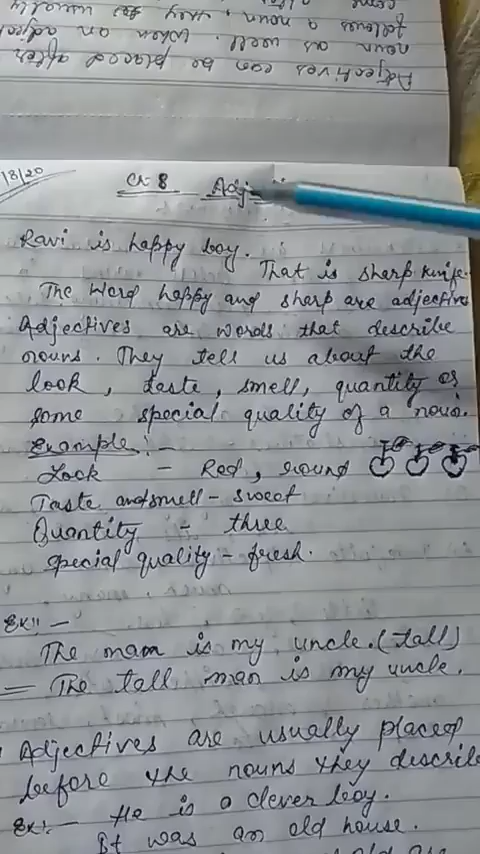 Adjectives can be placed after
noun as well. When an adject
follows a noun, they are usually
18/20
Ch 8 Adj
Ravi is happy boy.
That is sharp knife.
The Word happy and sharp are adjectives
Adjectives are words that describe
nouns. They tell us about the
look, taste, smell, quantity or
some special quality of a noun.
Example:-
Look - Red, round
Taste and smell - sweet
Quantity - three
special quality - fresh.
Ex:! -
The man is my uncle. (tall)
= The tall man is my uncle.
Adjectives are usually placed
before the nouns they describe
Ex:- He is a clever boy.
It was an old house.